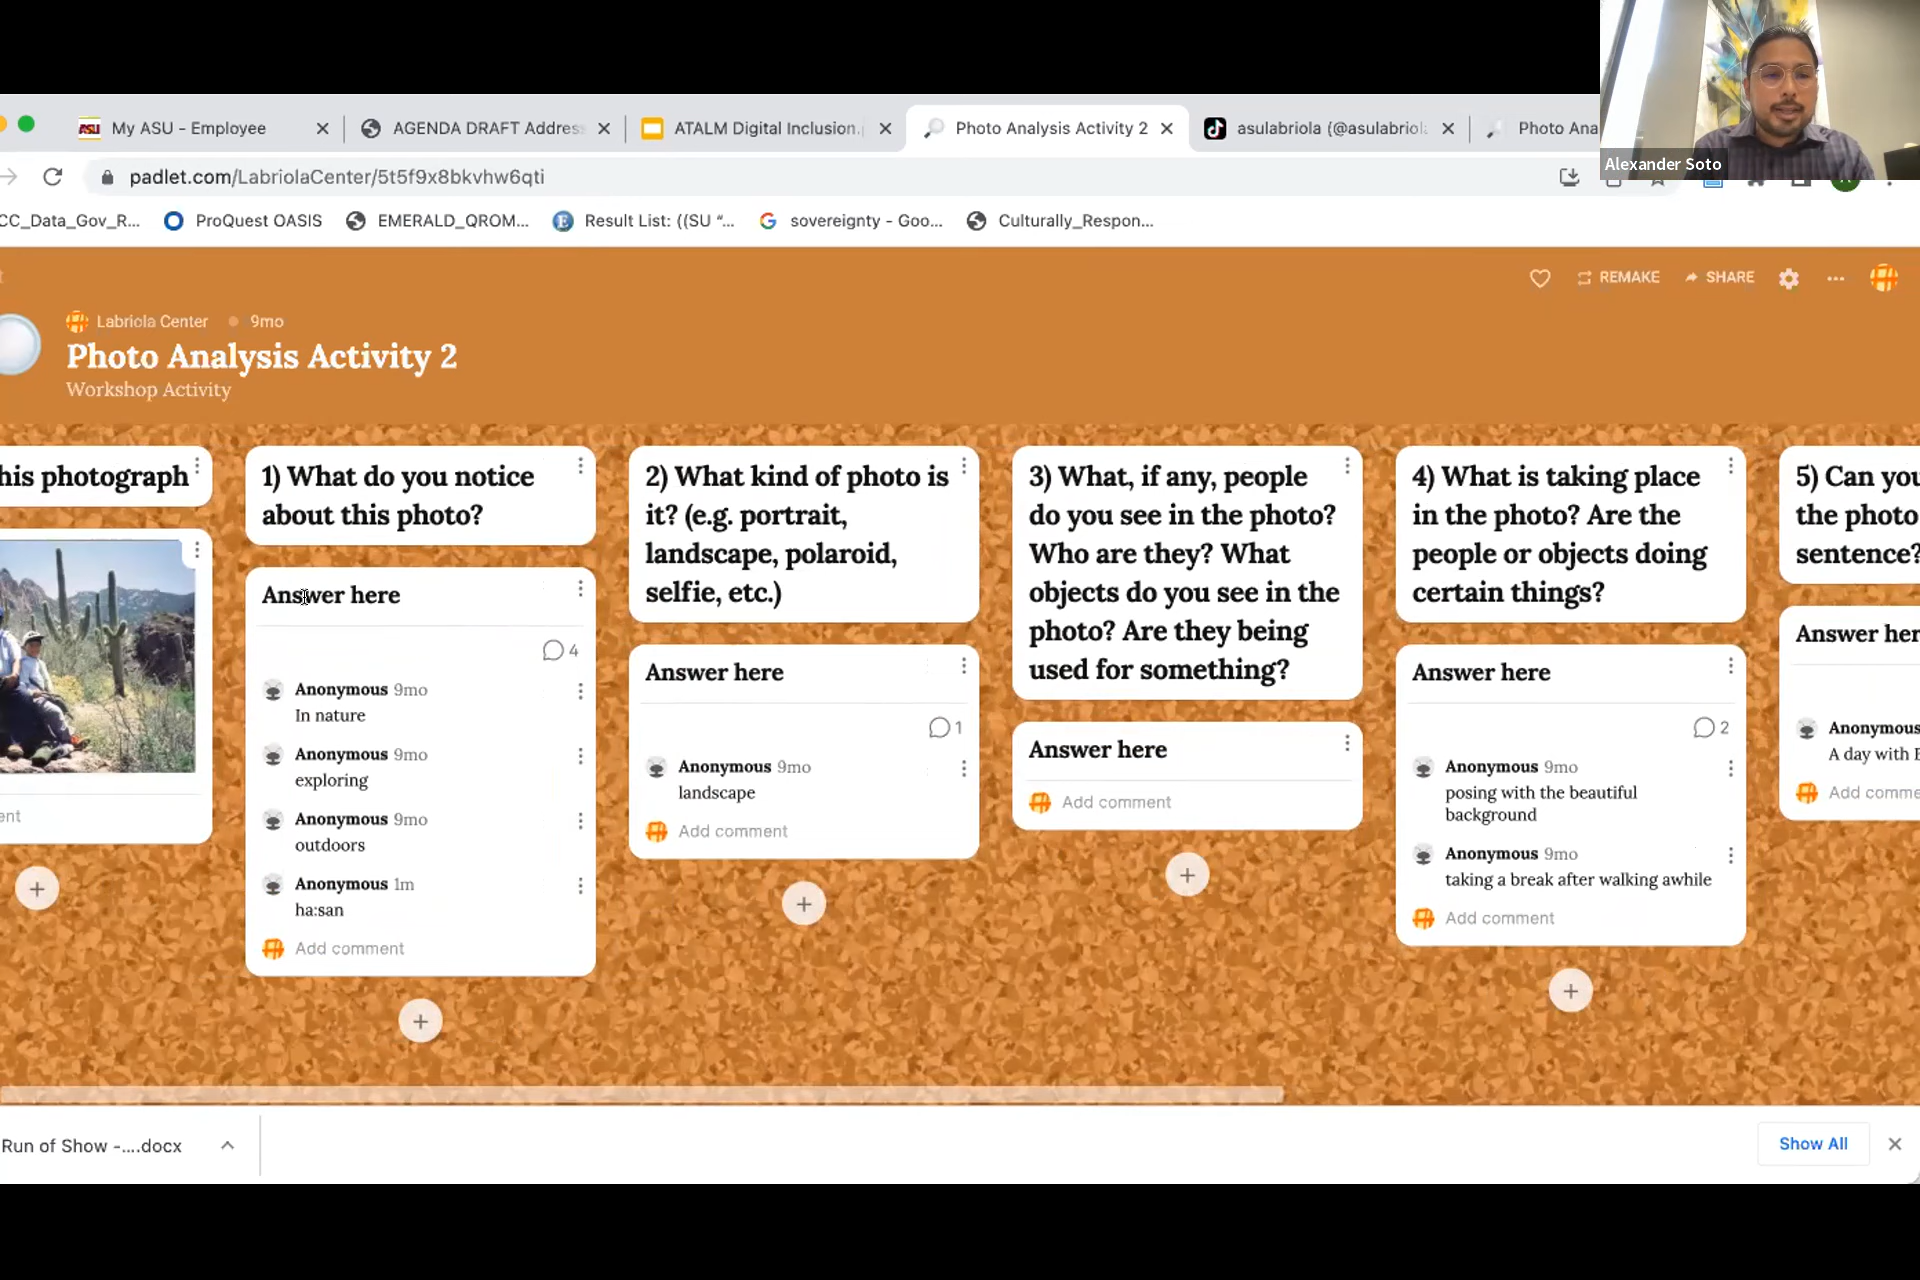 Alexander Soto
My ASU - Employee
AGENDA DRAFT Addres
ATALM Digital Inclusion.
Photo Analysis Activity 2
asulabriola (@asulabriol
Photo Ana
padlet.com/LabriolaCenter/5t5f9x8bkvhw6qti
CC_Data_Gov_R...
ProQuest OASIS
EMERALD_QROM...
Result List: ((SU “...
sovereignty - Goo...
Culturally_Respon...
REMAKE
SHARE
Labriola Center 9mo
Photo Analysis Activity 2
Workshop Activity
his photograph
ent
1) What do you notice
about this photo?
Answer here
4
Anonymous 9mo
In nature
Anonymous 9mo
exploring
Anonymous 9mo
outdoors
Anonymous 1m
ha:san
Add comment
2) What kind of photo is
it? (e.g. portrait,
landscape, polaroid,
selfie, etc.)
Answer here
1
Anonymous 9mo
landscape
Add comment
3) What, if any, people
do you see in the photo?
Who are they? What
objects do you see in the
photo? Are they being
used for something?
Answer here
Add comment
4) What is taking place
in the photo? Are the
people or objects doing
certain things?
Answer here
2
Anonymous 9mo
posing with the beautiful
background
Anonymous 9mo
taking a break after walking awhile
Add comment
5) Can you
the photo
sentence?
Answer her
Anonymous
A day with
Add comme
Run of Show -....docx
Show All